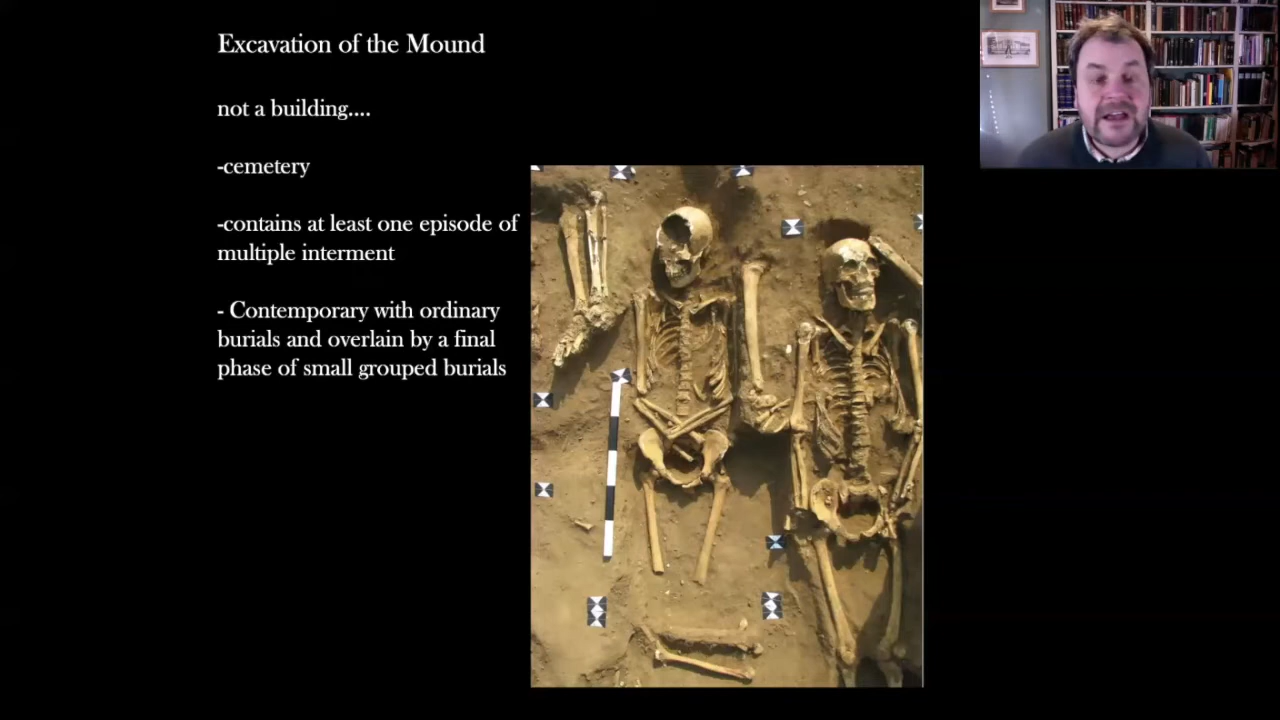 Excavation of the Mound
not a building....
-cemetery
-contains at least one episode of
multiple interment
- Contemporary with ordinary
burials and overlain by a final
phase of small grouped burials